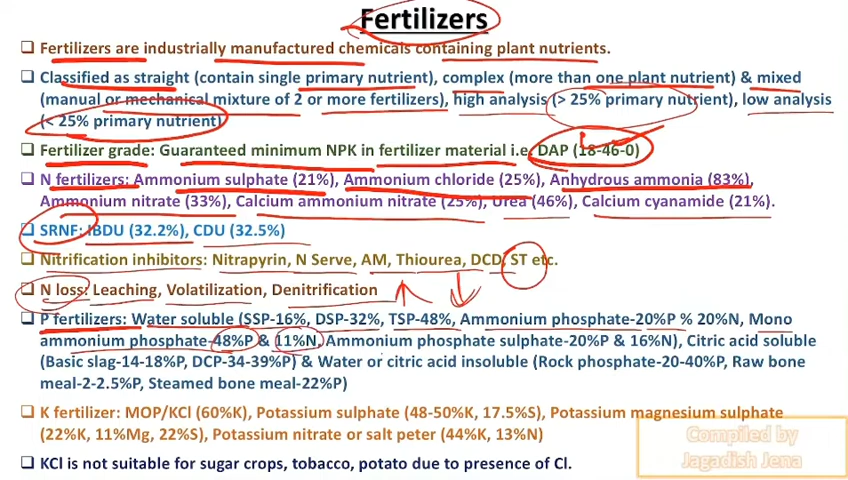 Fertilizers
❑ Fertilizers are industrially manufactured chemicals containing plant nutrients.
❑ Classified as straight (contain single primary nutrient), complex (more than one plant nutrient) & mixed
(manual or mechanical mixture of 2 or more fertilizers), high analysis (> 25% primary nutrient), low analysis
(< 25% primary nutrient)
❑ Fertilizer grade: Guaranteed minimum NPK in fertilizer material i.e. DAP (18-46-0)
❑ N fertilizers: Ammonium sulphate (21%), Ammonium chloride (25%), Anhydrous ammonia (83%),
Ammonium nitrate (33%), Calcium ammonium nitrate (25%), Urea (46%), Calcium cyanamide (21%).
❑ SRNF: IBDU (32.2%), CDU (32.5%)
❑ Nitrification inhibitors: Nitrapyrin, N Serve, AM, Thiourea, DCD, ST etc.
❑ N loss: Leaching, Volatilization, Denitrification
❑ P fertilizers: Water soluble (SSP-16%, DSP-32%, TSP-48%, Ammonium phosphate-20%P % 20%N, Mono
ammonium phosphate-48%P & 11%N, Ammonium phosphate sulphate-20%P & 16%N), Citric acid soluble
(Basic slag-14-18%P, DCP-34-39%P) & Water or citric acid insoluble (Rock phosphate-20-40%P, Raw bone
meal-2-2.5%P, Steamed bone meal-22%P)
❑ K fertilizer: MOP/KCl (60%K), Potassium sulphate (48-50%K, 17.5%S), Potassium magnesium sulphate
(22%K, 11%Mg, 22%S), Potassium nitrate or salt peter (44%K, 13%N)
❑ KCl is not suitable for sugar crops, tobacco, potato due to presence of Cl.
Compiled by
Jagadish Jena